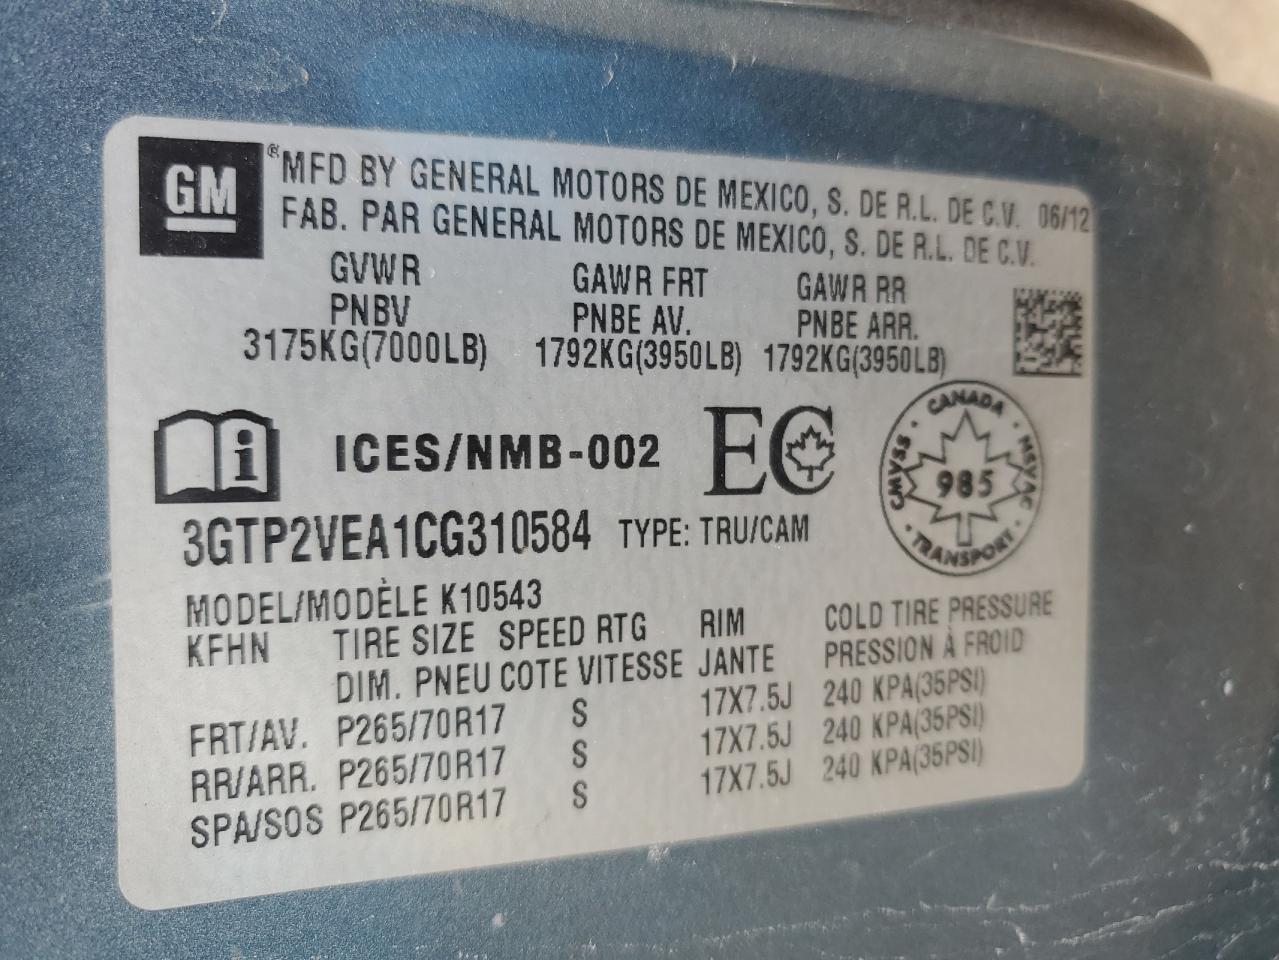 GM ® MFD BY GENERAL MOTORS DE MEXICO, S. DE R.L. DE C.V. 06/12
FAB. PAR GENERAL MOTORS DE MEXICO, S. DE R.L. DE C.V.
GVWR GAWR FRT GAWR RR
PNBV PNBE AV. PNBE ARR.
3175KG(7000LB) 1792KG(3950LB) 1792KG(3950LB)
i ICES/NMB-002 EC
CANADA
CMVSS · NSVAC
985
TRANSPORT
3GTP2VEA1CG310584 TYPE: TRU/CAM
MODEL/MODÈLE K10543
KFHN TIRE SIZE SPEED RTG RIM COLD TIRE PRESSURE
DIM. PNEU COTE VITESSE JANTE PRESSION À FROID
FRT/AV. P265/70R17 S 17X7.5J 240 KPA(35PSI)
RR/ARR. P265/70R17 S 17X7.5J 240 KPA(35PSI)
SPA/SOS P265/70R17 S 17X7.5J 240 KPA(35PSI)